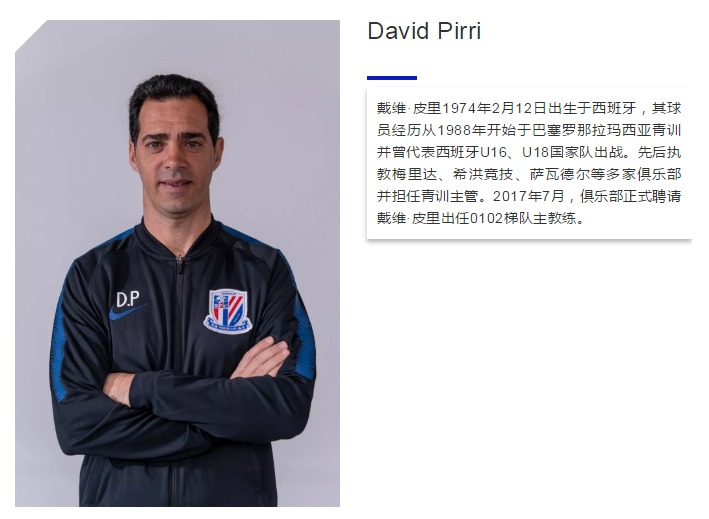 David Pirri
戴维·皮里1974年2月12日出生于西班牙，其球
员经历从1988年开始于巴塞罗那拉玛西亚青训
并曾代表西班牙U16、U18国家队出战。先后执
教梅里达、希洪竞技、萨瓦德尔等多家俱乐部
并担任青训主管。2017年7月，俱乐部正式聘请
戴维·皮里出任0102梯队主教练。
D.P